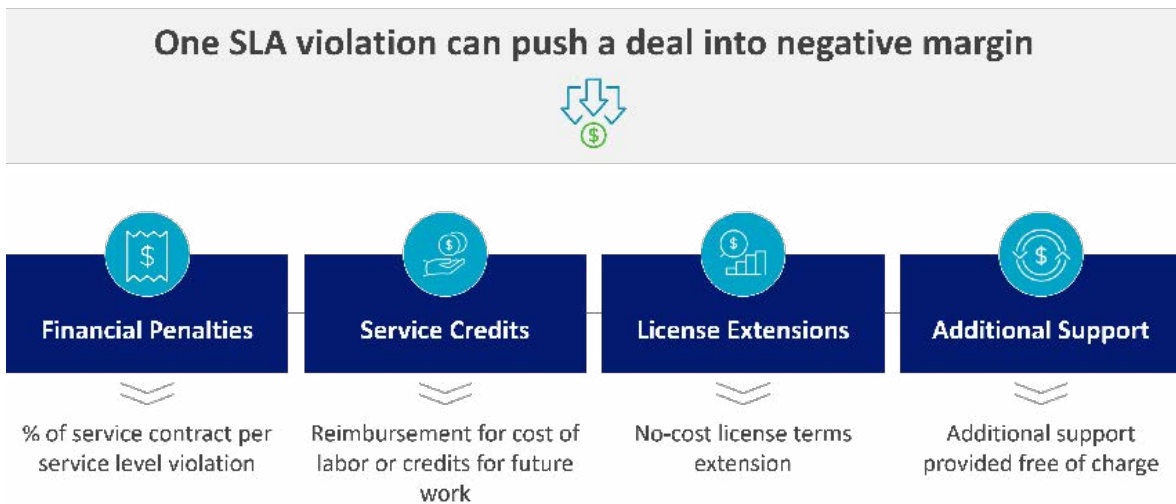 One SLA violation can push a deal into negative margin
$
$
$
$
$
Financial Penalties
Service Credits
License Extensions
Additional Support
% of service contract per
service level violation
Reimbursement for cost of
labor or credits for future
work
No-cost license terms
extension
Additional support
provided free of charge